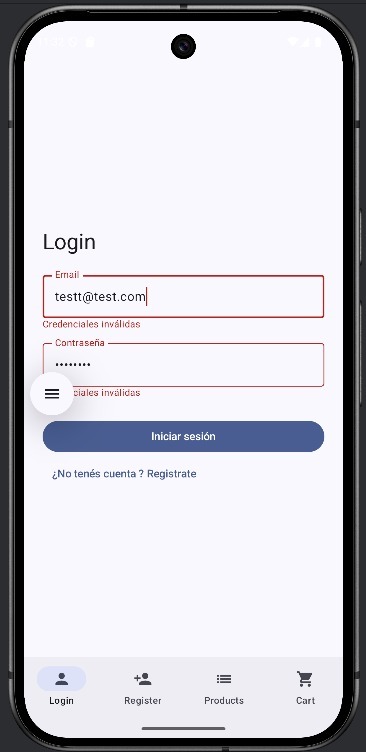 Login
Email
testt@test.com
Credenciales inválidas
Contraseña
••••••••
ciales inválidas
Iniciar sesión
¿No tenés cuenta ? Registrate
Login
Register
Products
Cart